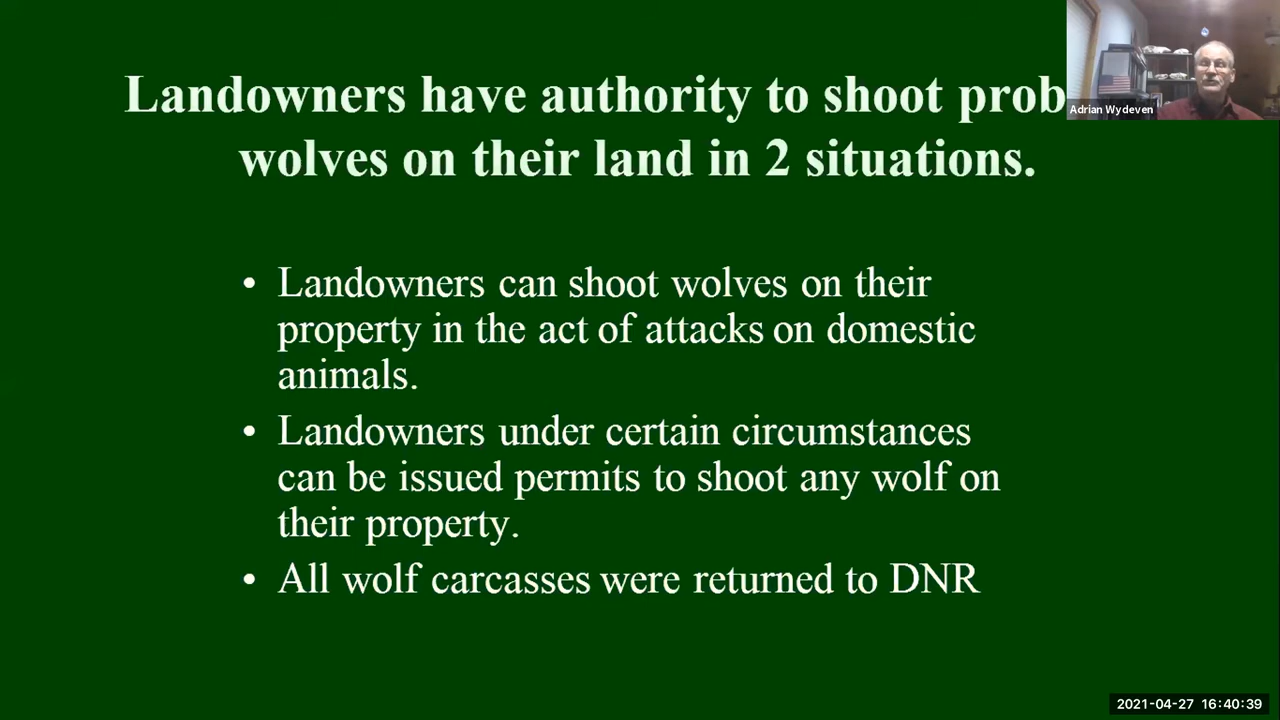 Landowners have authority to shoot prob
wolves on their land in 2 situations.
Adrian Wydeven
• Landowners can shoot wolves on their
property in the act of attacks on domestic
animals.
• Landowners under certain circumstances
can be issued permits to shoot any wolf on
their property.
• All wolf carcasses were returned to DNR
2021-04-27 16:40:39